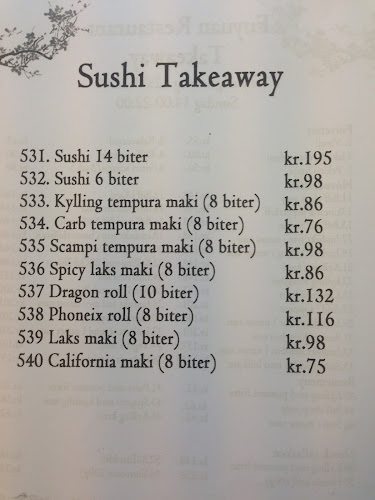 Sushi Takeaway
531. Sushi 14 biter kr.195
532. Sushi 6 biter kr.98
533. Kylling tempura maki (8 biter) kr.86
534. Carb tempura maki (8 biter) kr.76
535 Scampi tempura maki (8 biter) kr.98
536 Spicy laks maki (8 biter) kr.86
537 Dragon roll (10 biter) kr.132
538 Phoneix roll (8 biter) kr.116
539 Laks maki (8 biter) kr.98
540 California maki (8 biter) kr.75